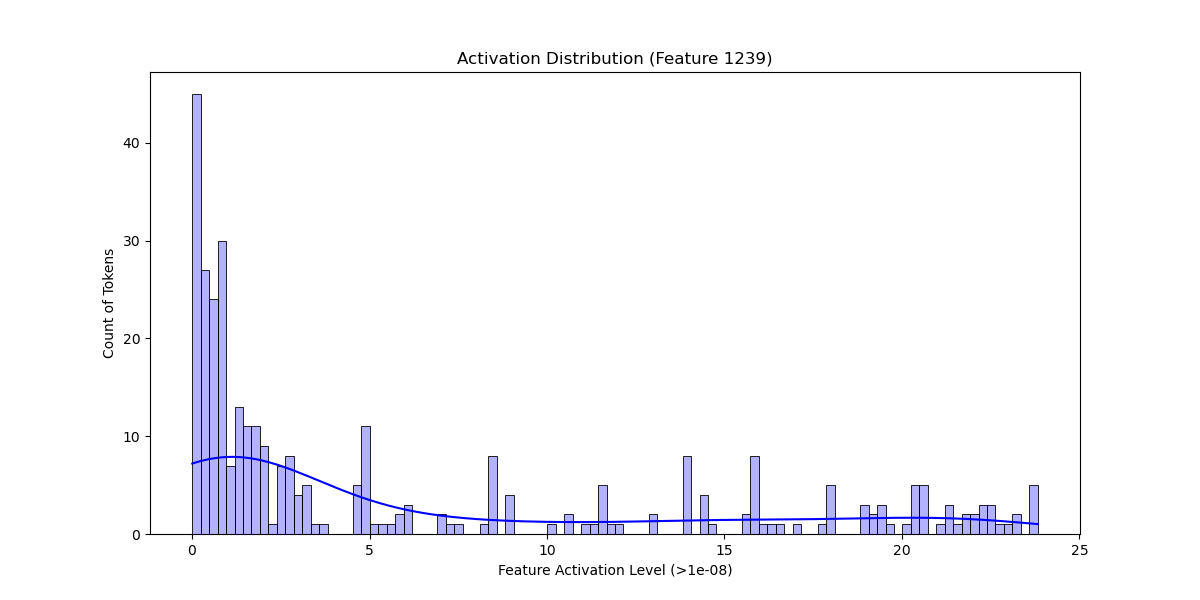 Activation Distribution (Feature 1239)
Count of Tokens
40
30
20
10
0
0 5 10 15 20 25
Feature Activation Level (>1e-08)